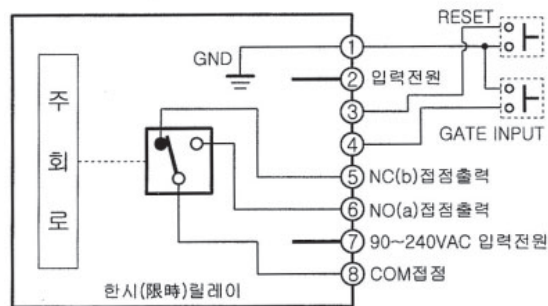 RESET
GND
①
② 입력전원
③
④
GATE INPUT
주
회
로
⑤ NC(b)접점출력
⑥ NO(a)접점출력
⑦ 90~240VAC 입력전원
⑧ COM접점
한시(限時)릴레이